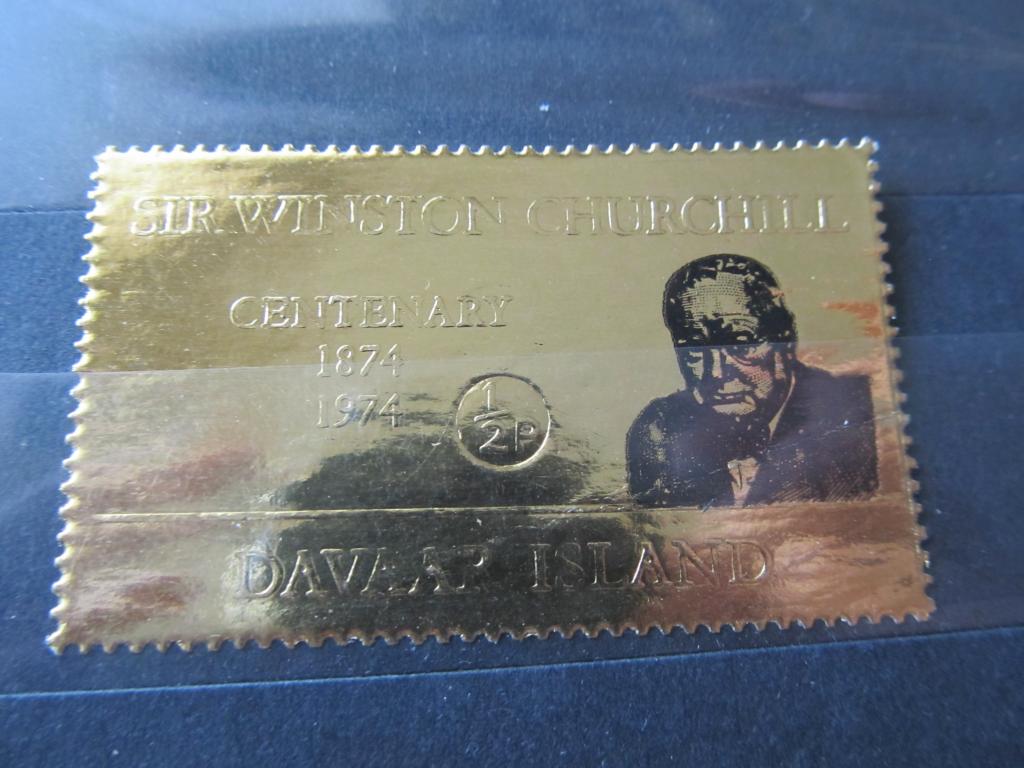 SIR WINSTON CHURCHILL
CENTENARY
1874
1974
1/2P
DAVAAR ISLAND